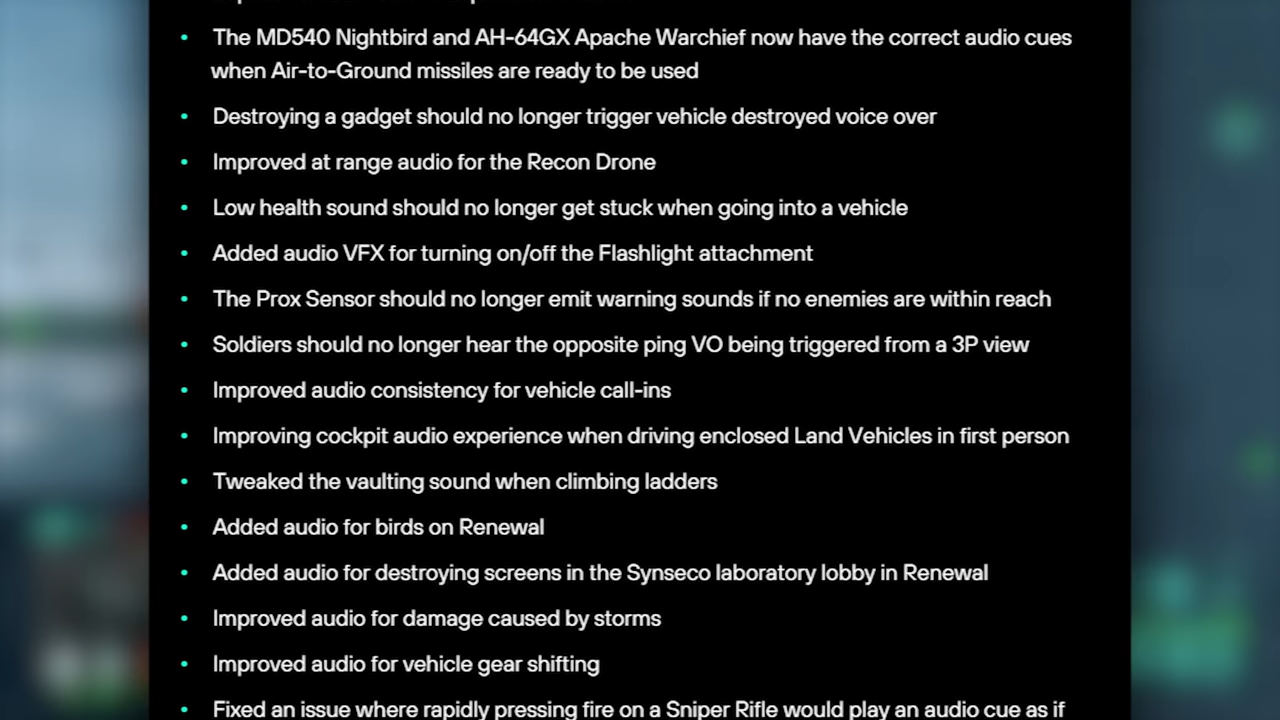 • The MD540 Nightbird and AH-64GX Apache Warchief now have the correct audio cues
when Air-to-Ground missiles are ready to be used
• Destroying a gadget should no longer trigger vehicle destroyed voice over
• Improved at range audio for the Recon Drone
• Low health sound should no longer get stuck when going into a vehicle
• Added audio VFX for turning on/off the Flashlight attachment
• The Prox Sensor should no longer emit warning sounds if no enemies are within reach
• Soldiers should no longer hear the opposite ping VO being triggered from a 3P view
• Improved audio consistency for vehicle call-ins
• Improving cockpit audio experience when driving enclosed Land Vehicles in first person
• Tweaked the vaulting sound when climbing ladders
• Added audio for birds on Renewal
• Added audio for destroying screens in the Synseco laboratory lobby in Renewal
• Improved audio for damage caused by storms
• Improved audio for vehicle gear shifting
• Fixed an issue where rapidly pressing fire on a Sniper Rifle would play an audio cue as if